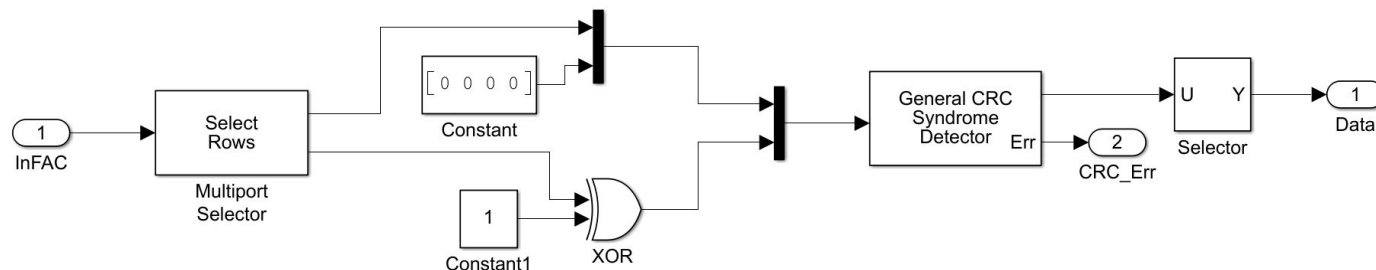 1
InFAC
Select
Rows
Multiport
Selector
[ 0 0 0 0 ]
Constant
1
Constant1
XOR
General CRC
Syndrome
Detector
Err
2
CRC_Err
U Y
Selector
1
Data